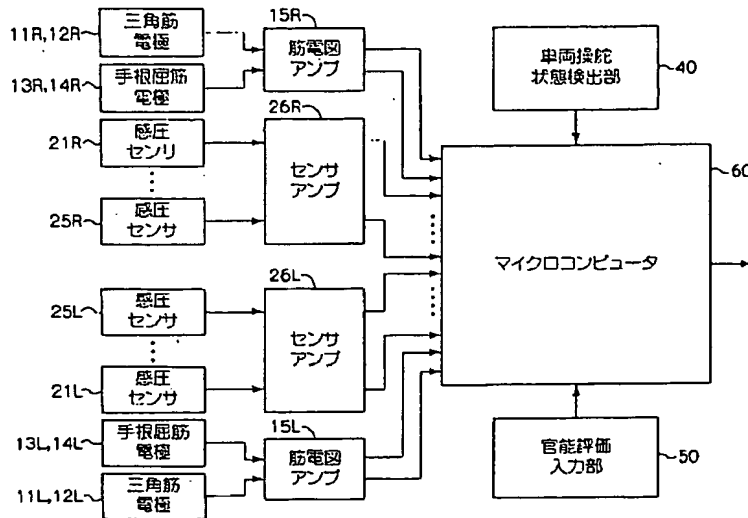 11R,12R
三角筋
電極
13R,14R
手根屈筋
電極
15R
筋電図
アンプ
21R
感圧
センリ
25R
感圧
センサ
26R
センサ
アンプ
25L
感圧
センサ
21L
感圧
センサ
26L
センサ
アンプ
13L,14L
手根屈筋
電極
11L,12L
三角筋
電極
15L
筋電図
アンプ
車両操舵
状態検出部
40
マイクロコンピュータ
60
官能評価
入力部
50